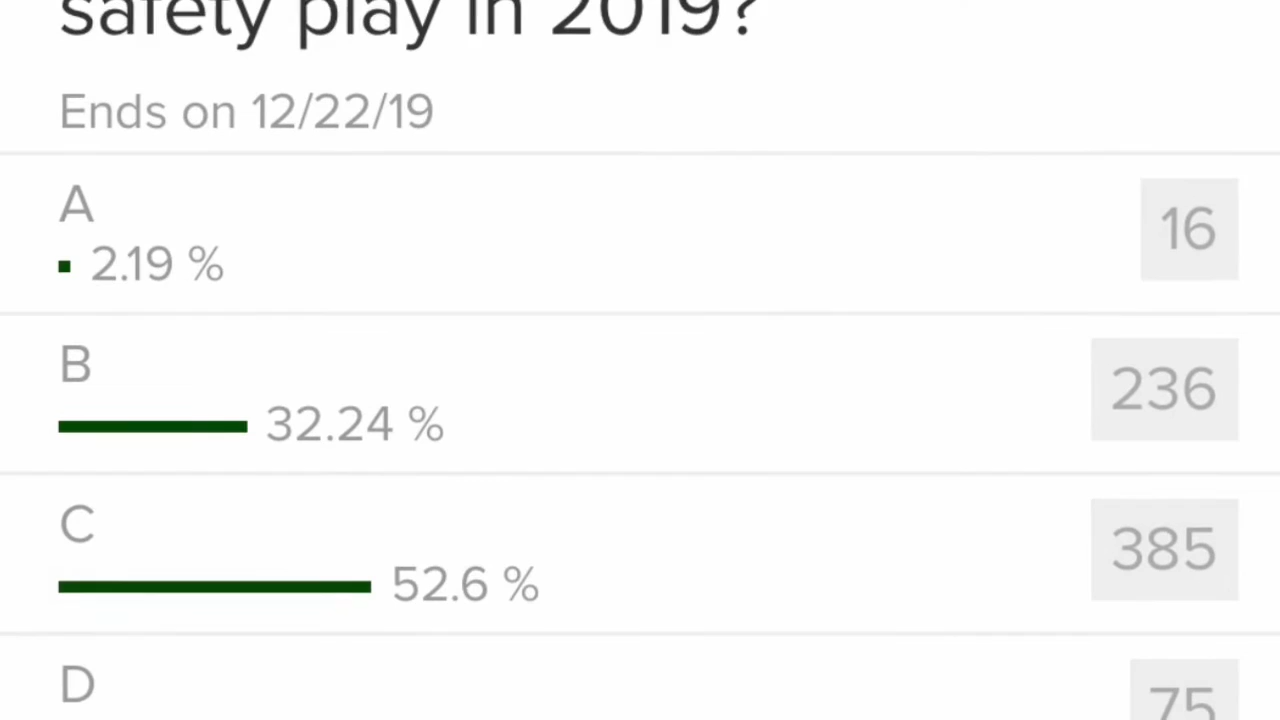 safety play in 2019?
Ends on 12/22/19
A
16
2.19 %
B
236
32.24 %
C
385
52.6 %
D
75